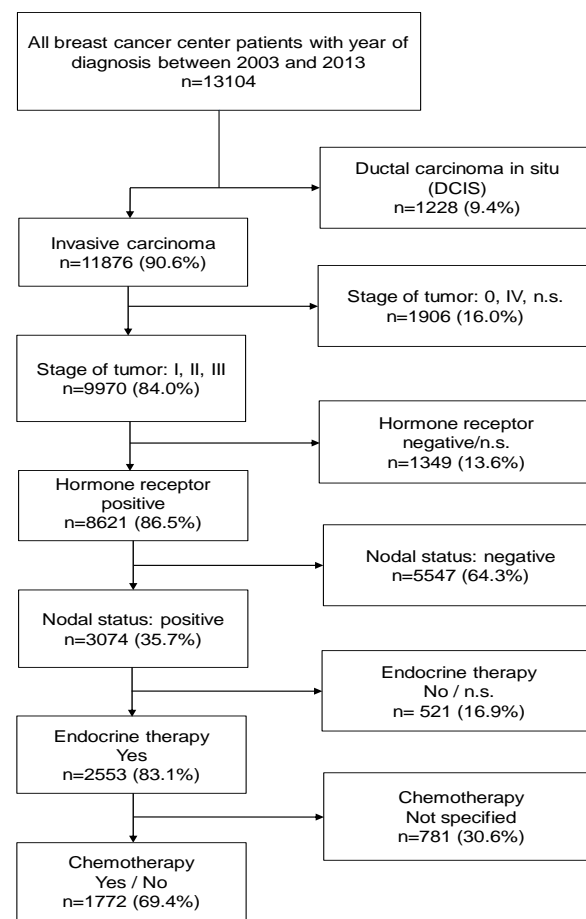 All breast cancer center patients with year of
diagnosis between 2003 and 2013
n=13104
Ductal carcinoma in situ
(DCIS)
n=1228 (9.4%)
Invasive carcinoma
n=11876 (90.6%)
Stage of tumor: 0, IV, n.s.
n=1906 (16.0%)
Stage of tumor: I, II, III
n=9970 (84.0%)
Hormone receptor
negative/n.s.
n=1349 (13.6%)
Hormone receptor
positive
n=8621 (86.5%)
Nodal status: negative
n=5547 (64.3%)
Nodal status: positive
n=3074 (35.7%)
Endocrine therapy
No / n.s.
n= 521 (16.9%)
Endocrine therapy
Yes
n=2553 (83.1%)
Chemotherapy
Not specified
n=781 (30.6%)
Chemotherapy
Yes / No
n=1772 (69.4%)